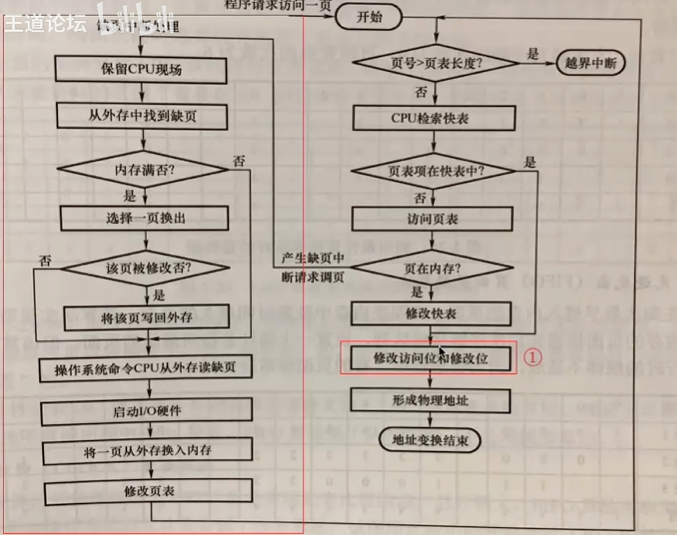 王道论坛
程序请求访问一页
开始
保留CPU现场
从外存中找到缺页
内存满否?
否
是
选择一页换出
该页被修改否?
否
是
将该页写回外存
操作系统命令CPU从外存读缺页
启动I/O硬件
将一页从外存换入内存
修改页表
页号>页表长度?
是
越界中断
否
CPU检索快表
页表项在快表中?
是
否
访问页表
产生缺页中
断请求调页
页在内存?
是
修改快表
修改访问位和修改位
①
形成物理地址
地址变换结束